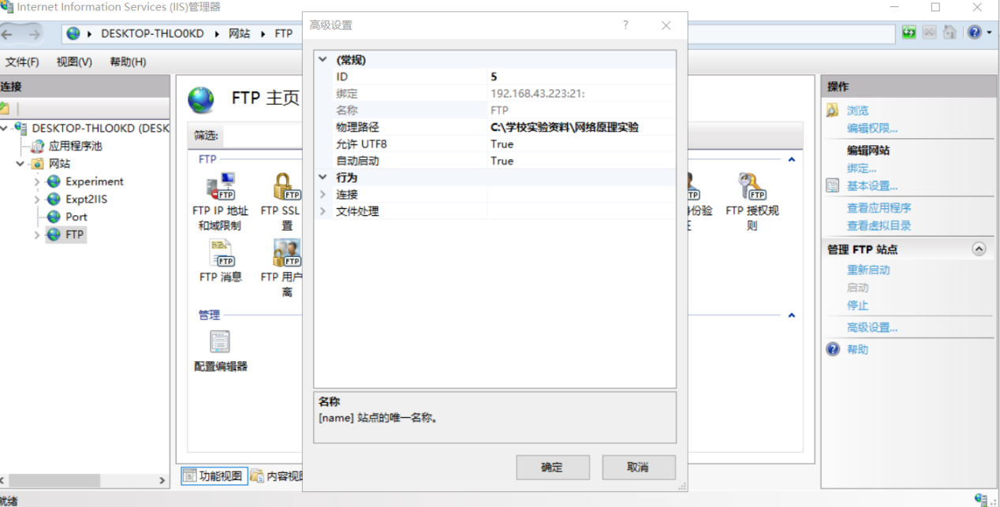 Internet Information Services (IIS)管理器
DESKTOP-THLO0KD 网站 FTP
文件(F) 视图(V) 帮助(H)
连接
DESKTOP-THLO0KD (DESK
应用程序池
网站
Experiment
Expt2IIS
Port
FTP
FTP 主页
筛选:
FTP
FTP IP 地址
和域限制
FTP SSL
置
FTP 消息
FTP 用户
离
份验
FTP 授权规
则
管理
配置编辑器
功能视图
内容视图
高级设置
?
(常规)
ID 5
绑定 192.168.43.223:21:
名称 FTP
物理路径 C:\学校实验资料\网络原理实验
允许 UTF8 True
自动启动 True
行为
连接
文件处理
名称
[name] 站点的唯一名称。
确定 取消
操作
浏览
编辑权限...
编辑网站
绑定...
基本设置...
查看应用程序
查看虚拟目录
管理 FTP 站点
重新启动
启动
停止
高级设置...
帮助
就绪